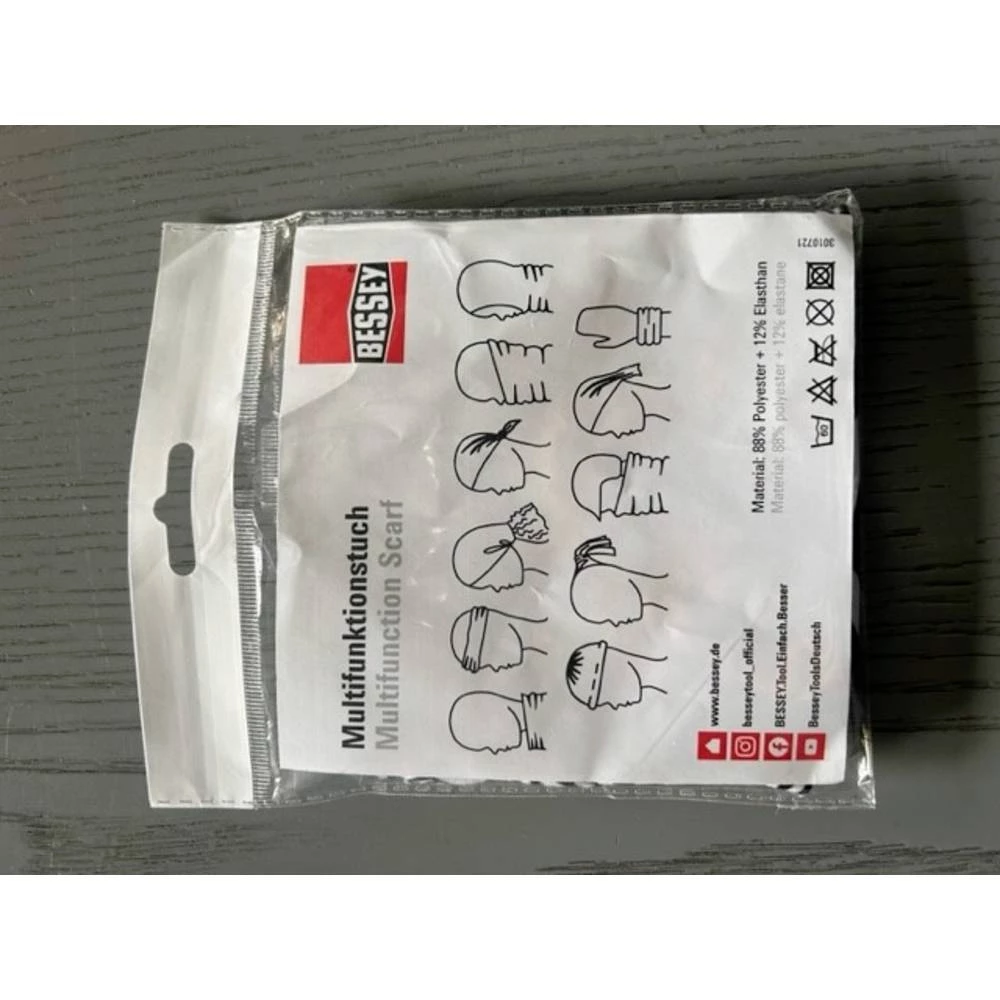 BESSEY
Multifunktionstuch
Multifunction Scarf
www.bessey.de
besseytool_official
BESSEY.Tool.Einfach.Besser
BesseyToolsDeutsch
Material: 88% Polyester + 12% Elasthan
Material: 88% polyester + 12% elastane
60
3010721